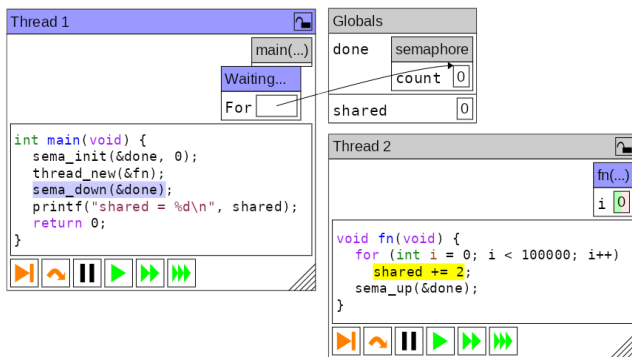 Thread 1
main(...)
Waiting...
For
int main(void) {
  sema_init(&done, 0);
  thread_new(&fn);
  sema_down(&done);
  printf("shared = %d\n", shared);
  return 0;
}
Globals
done
semaphore
count 0
shared 0
Thread 2
fn(...)
i 0
void fn(void) {
  for (int i = 0; i < 100000; i++)
    shared += 2;
  sema_up(&done);
}